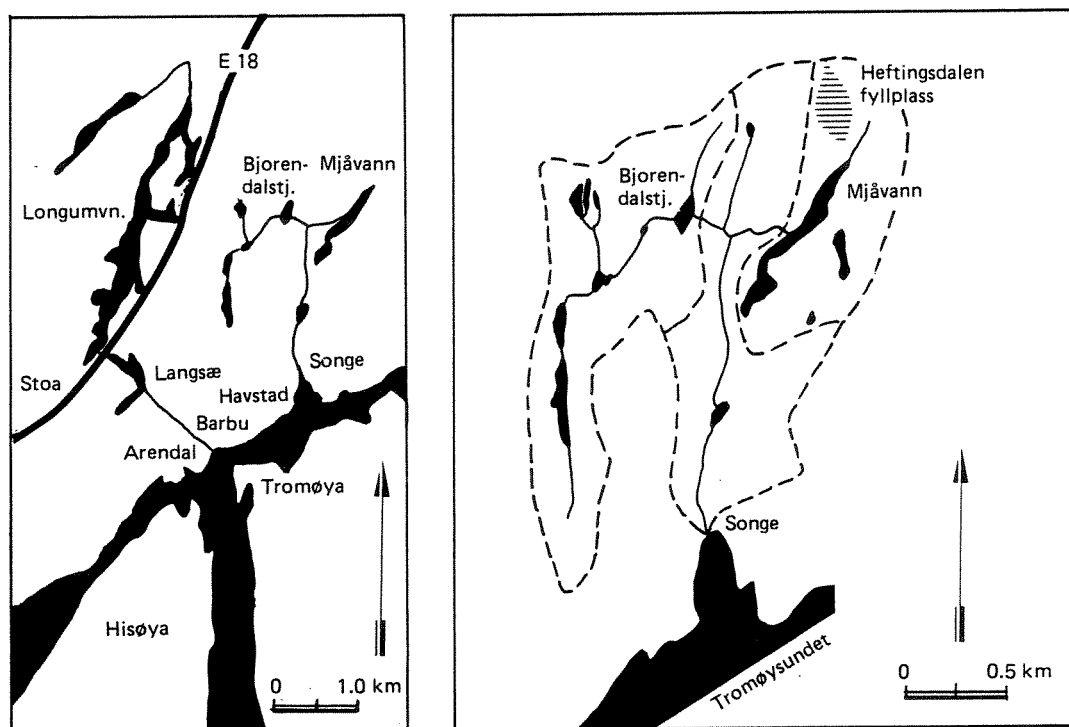 E 18
Bjoren-
dalstj.
Mjåvann
Longumvn.
Songe
Stoa
Langsæ
Havstad
Barbu
Arendal
Tromøya
Hisøya
0 1.0 km
Heftingsdalen
fyllplass
Bjoren-
dalstj.
Mjåvann
Songe
Tromøysundet
0 0.5 km